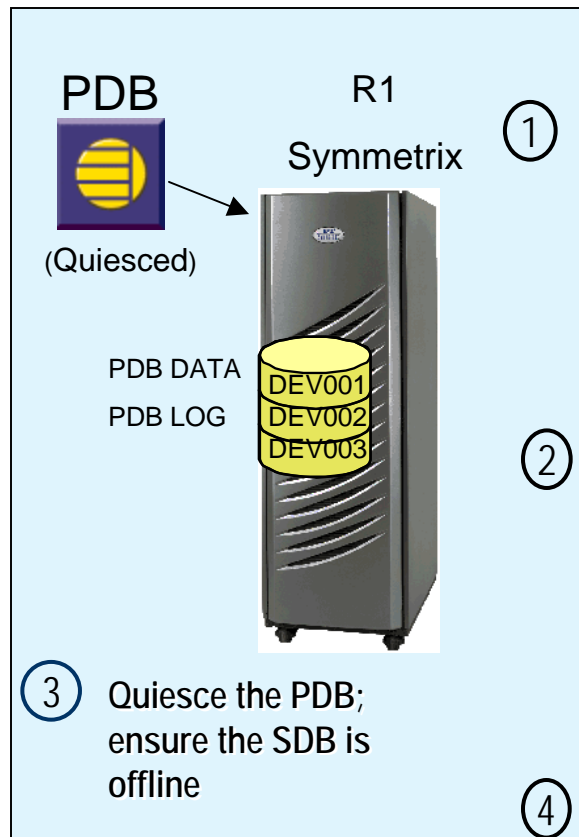 PDB
R1
1
Symmetrix
(Quiesced)
PDB DATA
DEV001
PDB LOG
DEV002
DEV003
2
3
Quiesce the PDB;
ensure the SDB is
offline
4